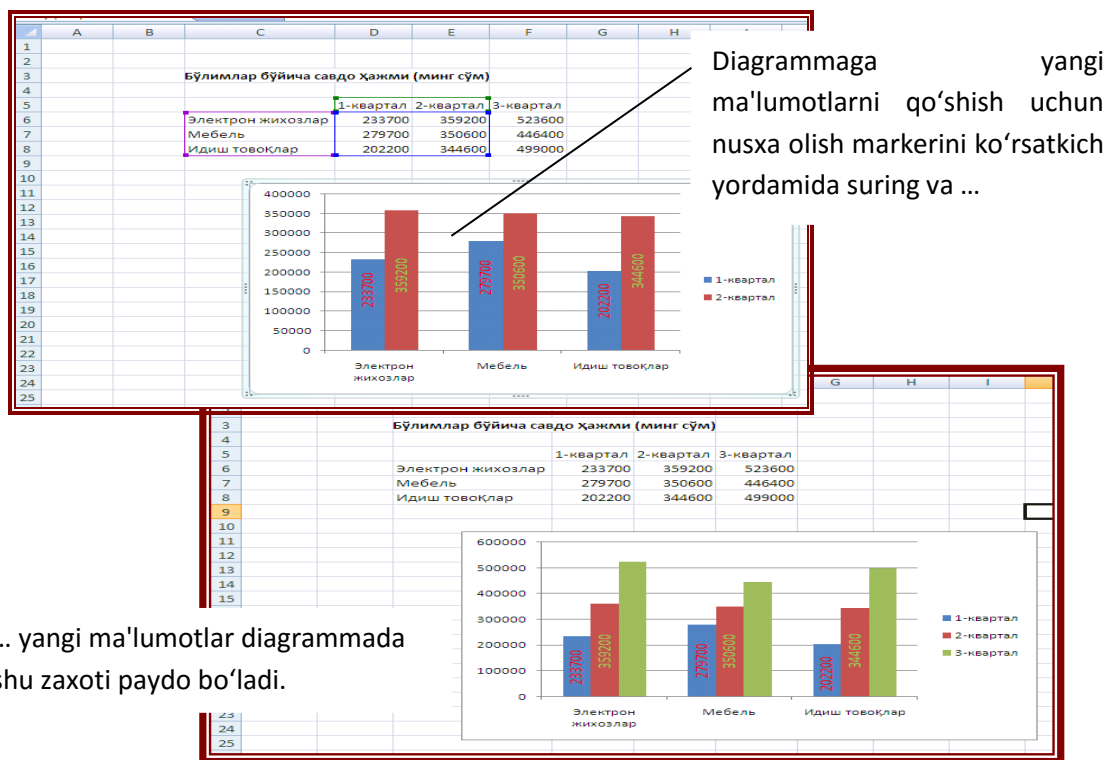 A B C D E F G H
1
2
3 Бўлимлар бўйича савдо ҳажми (минг сўм)
4
5 1-квартал 2-квартал 3-квартал
6 Электрон жихозлар 233700 359200 523600
7 Мебель 279700 350600 446400
8 Идиш товоқлар 202200 344600 499000
9
10
11
12
13
14
15
16
17
18
19
20
21
22
23
24
25
400000
350000
300000
250000
200000
150000
100000
50000
0
233700 359200 279700 350600 202200 344600
Электрон
жихозлар
Мебель
Идиш товоқлар
1-квартал
2-квартал
Diagrammaga yangi
ma'lumotlarni qo‘shish uchun
nusxa olish markerini ko‘rsatkich
yordamida suring va …
G H I
3 Бўлимлар бўйича савдо ҳажми (минг сўм)
4
5 1-квартал 2-квартал 3-квартал
6 Электрон жихозлар 233700 359200 523600
7 Мебель 279700 350600 446400
8 Идиш товоқлар 202200 344600 499000
9
10
11
12
13
14
15
23
24
25
600000
500000
400000
300000
200000
100000
0
233700 359200 279700 350600 202200 344600
Электрон
жихозлар
Мебель
Идиш товоқлар
1-квартал
2-квартал
3-квартал
… yangi ma'lumotlar diagrammada
shu zaxoti paydo bo‘ladi.